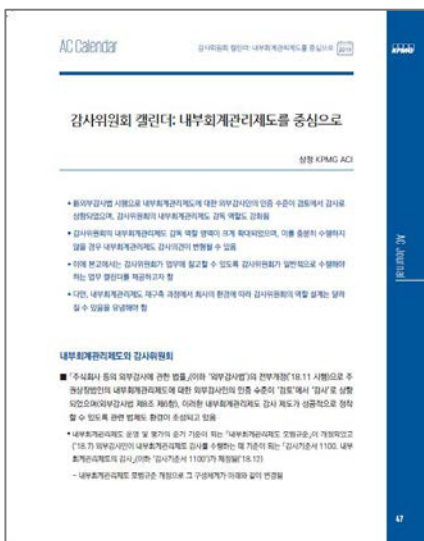 AC Calendar
감사위원회 캘린더: 내부회계관리제도를 중심으로 2019
KPMG
감사위원회 캘린더: 내부회계관리제도를 중심으로
삼정 KPMG ACI
• 新외부감사법 시행으로 내부회계관리제도에 대한 외부감사인의 인증 수준이 검토에서 감사로
상향되었으며, 감사위원회의 내부회계관리제도 감독 역할도 강화됨
• 감사위원회의 내부회계관리제도 감독 역할 영역이 크게 확대되었으며, 이를 충분히 수행하지
않을 경우 내부회계관리제도 감사의견이 변형될 수 있음
• 이에 본고에서는 감사위원회가 업무에 참고할 수 있도록 감사위원회가 일반적으로 수행해야
하는 업무 캘린더를 제공하고자 함
• 다만, 내부회계관리제도 재구축 과정에서 회사의 환경에 따라 감사위원회의 역할 설계는 달라
질 수 있음을 유념해야 함
AC Journal
내부회계관리제도와 감사위원회
■ 「주식회사 등의 외부감사에 관한 법률」(이하 '외부감사법')의 전부개정('18.11 시행)으로 주
권상장법인의 내부회계관리제도에 대한 외부감사인의 인증 수준이 '검토'에서 '감사'로 상향
되었으며(외부감사법 제8조 제6항), 이러한 내부회계관리제도 감사 제도가 성공적으로 정착
할 수 있도록 관련 법제도 환경이 조성되고 있음
• 내부회계관리제도 운영 및 평가의 준거 기준이 되는 「내부회계관리제도 모범규준」이 개정되었고
('18.7) 외부감사인이 내부회계관리제도 감사를 수행하는 때 기준이 되는 「감사기준서 1100. 내부
회계관리제도의 감사」(이하 '감사기준서 1100')가 제정됨('18.12)
- 내부회계관리제도 모범규준 개정으로 그 구성체계가 아래와 같이 변경됨
47